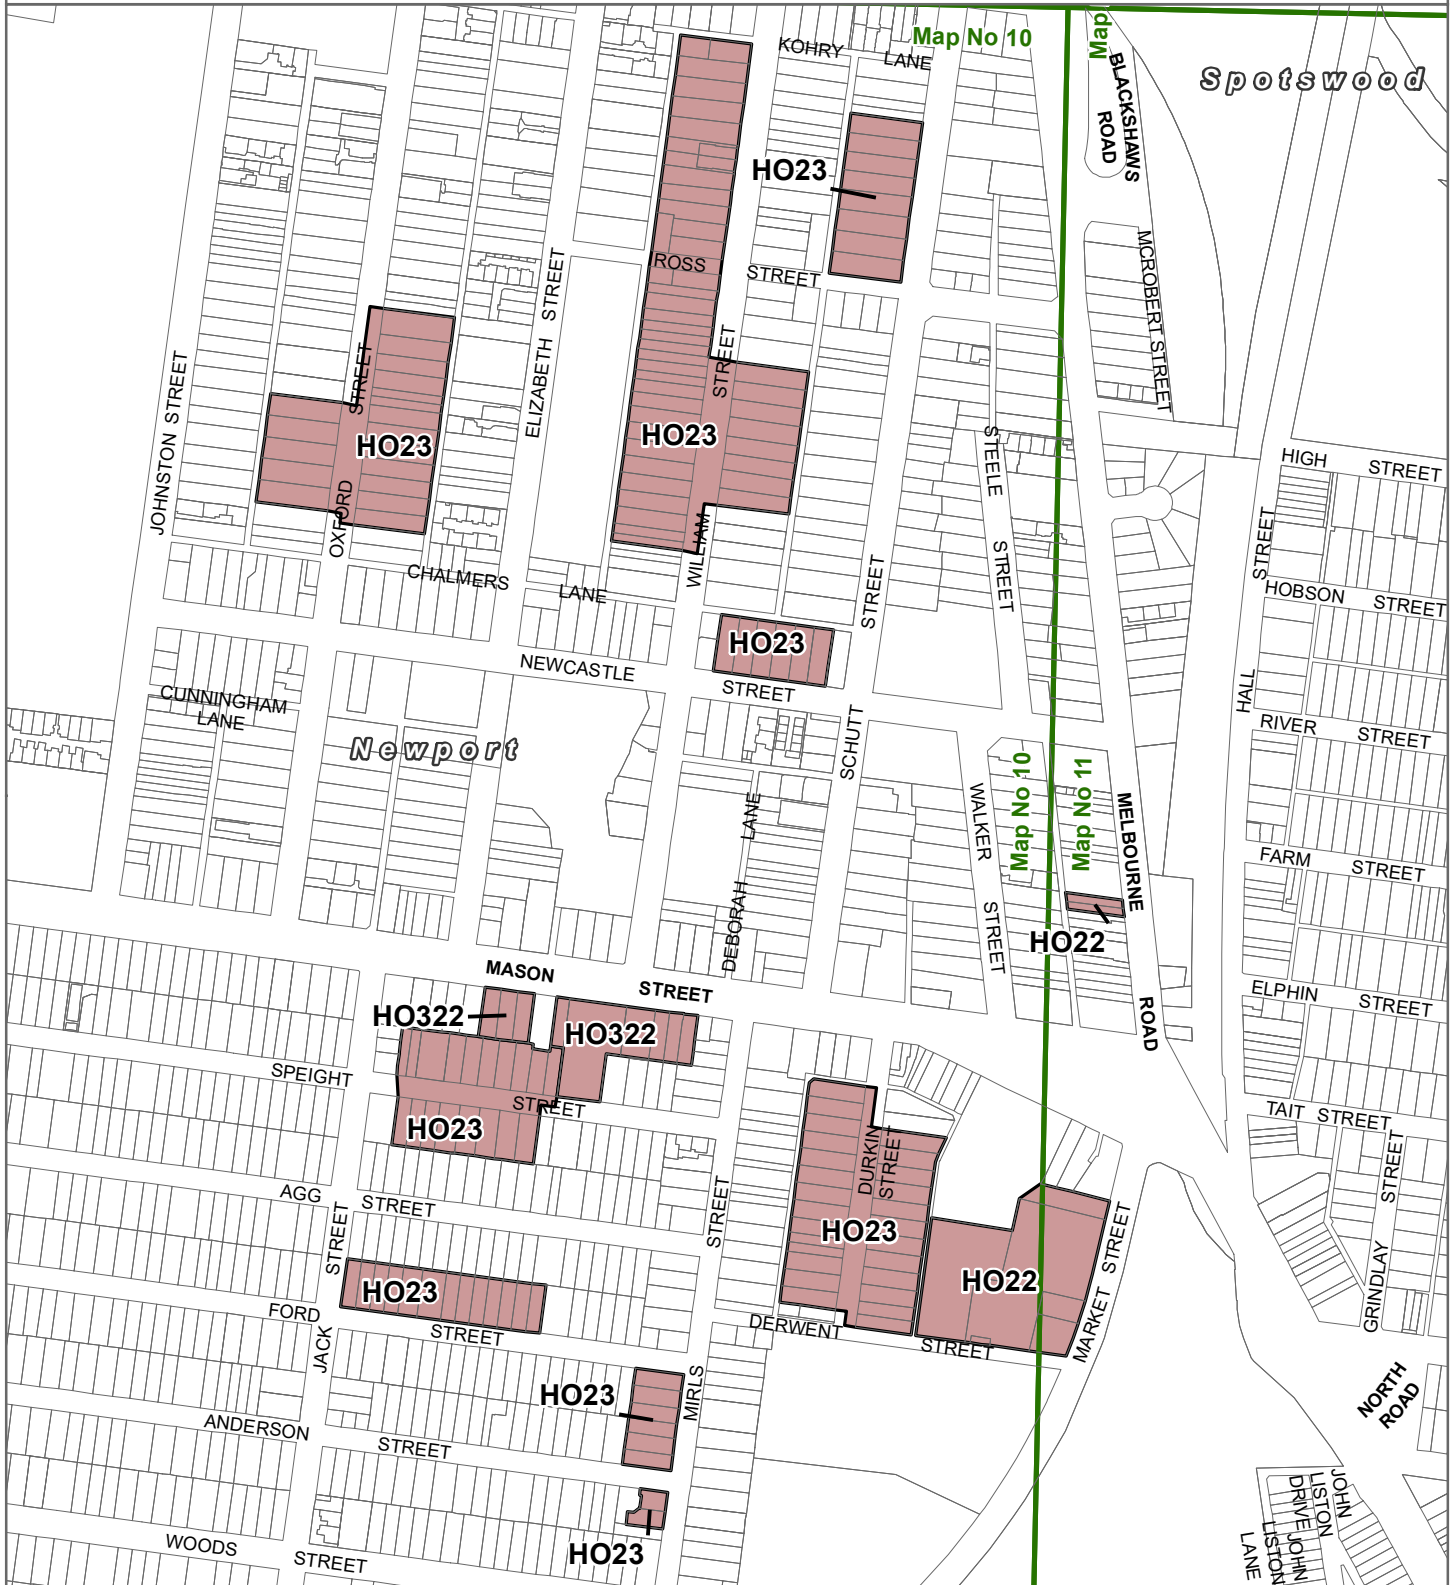 Map No 10
Map
KOHRY
LANE
BLACKSHAWS
ROAD
Spotswood
HO23
ROSS
STREET
MCROBERT STREET
ELIZABETH STREET
STREET
STREET
JOHNSTON STREET
HO23
HO23
OXFORD
WILLIAM
STEELE
STREET
HIGH STREET
STREET
HALL
HOBSON STREET
CHALMERS
LANE
STREET
SCHUTT
HO23
NEWCASTLE
STREET
CUNNINGHAM
LANE
Newport
RIVER STREET
DEBORAH LANE
WALKER
STREET
Map No 10
Map No 11
MELBOURNE
ROAD
FARM STREET
HO22
MASON
STREET
ELPHIN STREET
HO322
HO322
SPEIGHT
STREET
HO23
TAIT STREET
DURKIN
STREET
AGG
STREET
STREET
STREET
MIRLS
HO23
HO22
MARKET STREET
GRINDLAY STREET
JACK
HO23
FORD
STREET
DERWENT
STREET
HO23
NORTH
ROAD
ANDERSON
STREET
HO23
WOODS
STREET
JOHN
LISTON
DRIVE
JOHN
LISTON
LANE